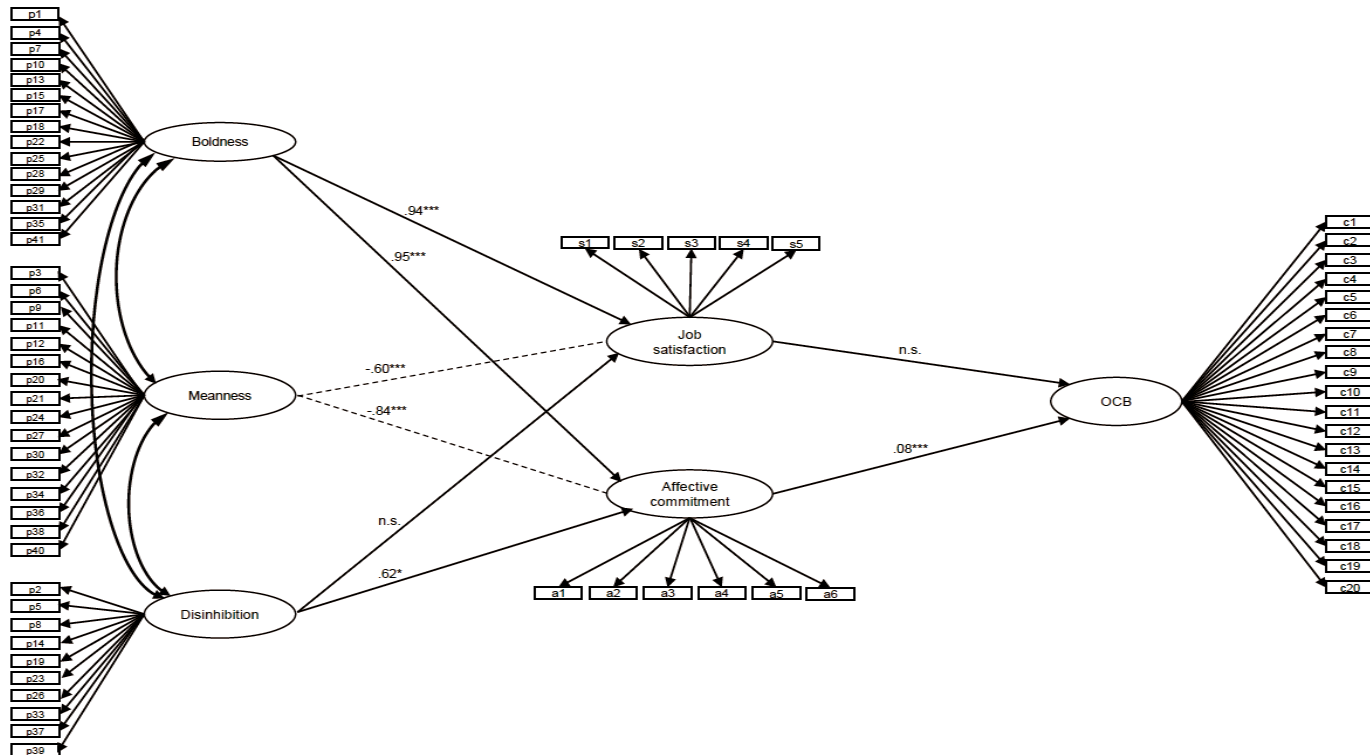 p1
p4
p7
p10
p13
p15
p17
p18
p22
p25
p28
p29
p31
p35
p41
Boldness
p3
p6
p9
p11
p12
p16
p20
p21
p24
p27
p30
p32
p34
p36
p38
p40
Meanness
p2
p5
p8
p14
p19
p23
p26
p33
p37
p39
Disinhibition
.94***
.95***
-.60***
-.84***
n.s.
.62*
s1
s2
s3
s4
s5
Job
satisfaction
Affective
commitment
a1
a2
a3
a4
a5
a6
n.s.
.08***
OCB
c1
c2
c3
c4
c5
c6
c7
c8
c9
c10
c11
c12
c13
c14
c15
c16
c17
c18
c19
c20